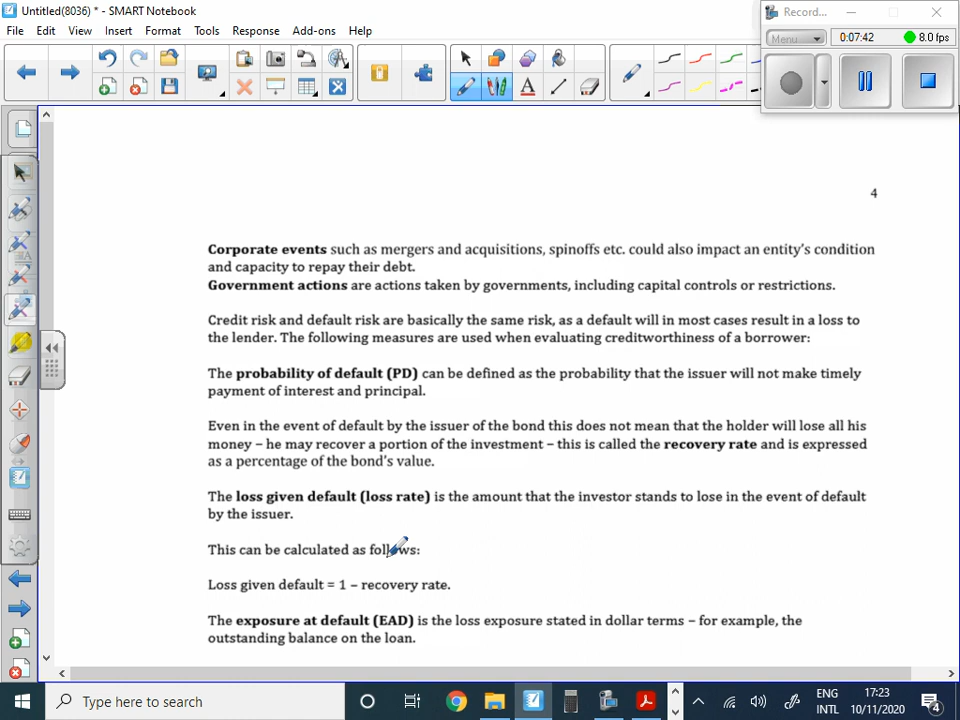 Untitled(8036) * - SMART Notebook
File Edit View Insert Format Tools Response Add-ons Help
Record...
Menu 0:07:42 8.0 fps
4
Corporate events such as mergers and acquisitions, spinoffs etc. could also impact an entity's condition
and capacity to repay their debt.
Government actions are actions taken by governments, including capital controls or restrictions.
Credit risk and default risk are basically the same risk, as a default will in most cases result in a loss to
the lender. The following measures are used when evaluating creditworthiness of a borrower:
The probability of default (PD) can be defined as the probability that the issuer will not make timely
payment of interest and principal.
Even in the event of default by the issuer of the bond this does not mean that the holder will lose all his
money – he may recover a portion of the investment – this is called the recovery rate and is expressed
as a percentage of the bond's value.
The loss given default (loss rate) is the amount that the investor stands to lose in the event of default
by the issuer.
This can be calculated as follows:
Loss given default = 1 – recovery rate.
The exposure at default (EAD) is the loss exposure stated in dollar terms – for example, the
outstanding balance on the loan.
Type here to search
ENG 17:23
INTL 10/11/2020 4